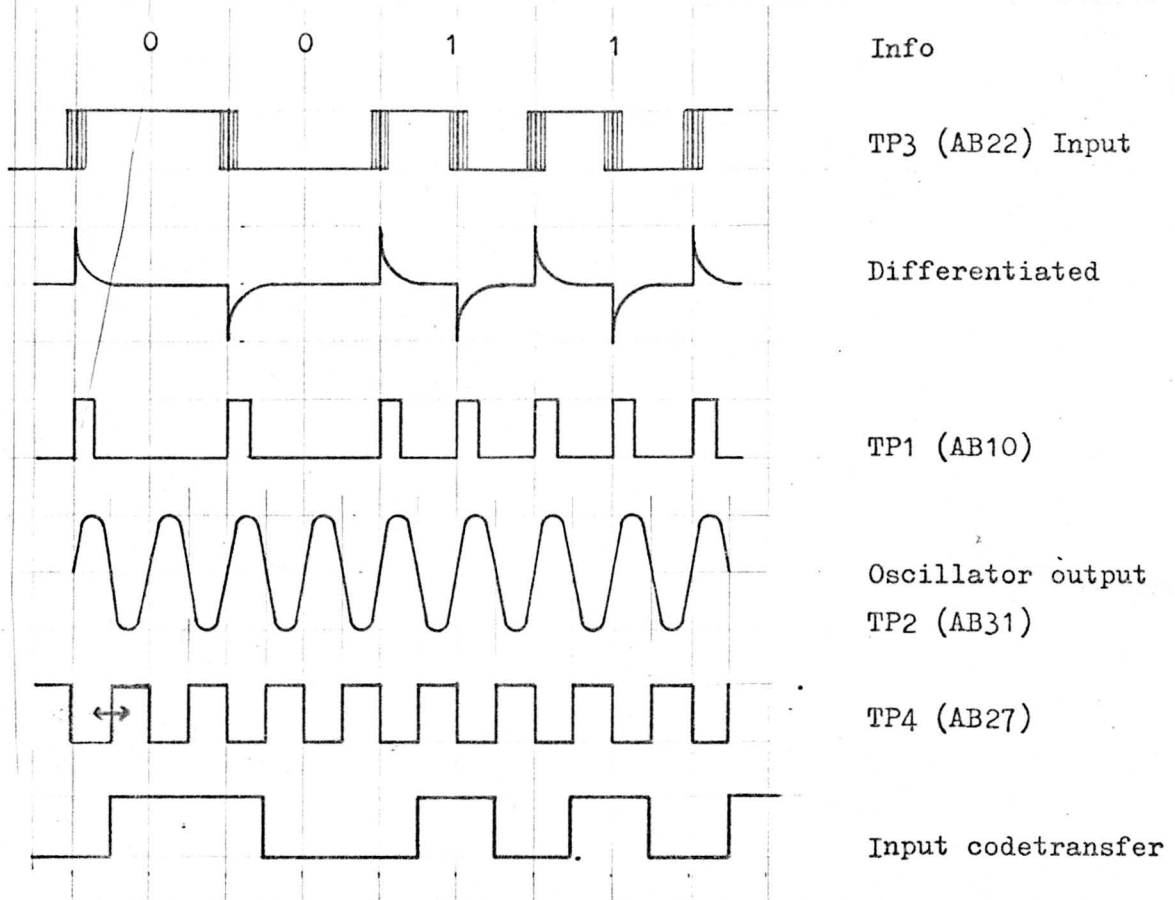 0 0 1 1 Info
TP3 (AB22) Input
Differentiated
TP1 (AB10)
Oscillator output
TP2 (AB31)
TP4 (AB27)
Input codetransfer